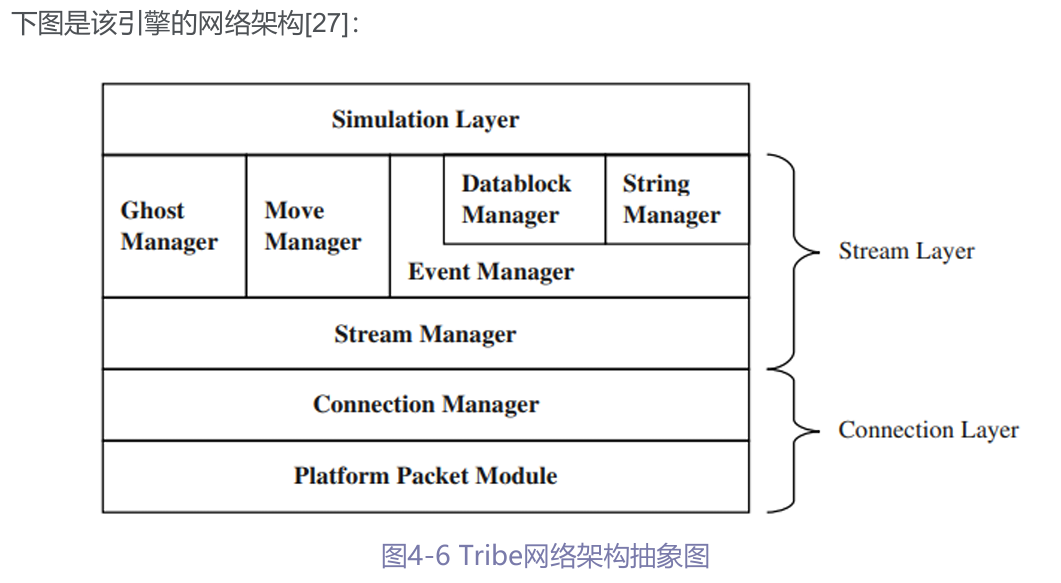 下图是该引擎的网络架构[27]：
Simulation Layer
Ghost
Manager
Move
Manager
Datablock
Manager
String
Manager
Event Manager
Stream Manager
Connection Manager
Platform Packet Module
Stream Layer
Connection Layer
图4-6 Tribe网络架构抽象图